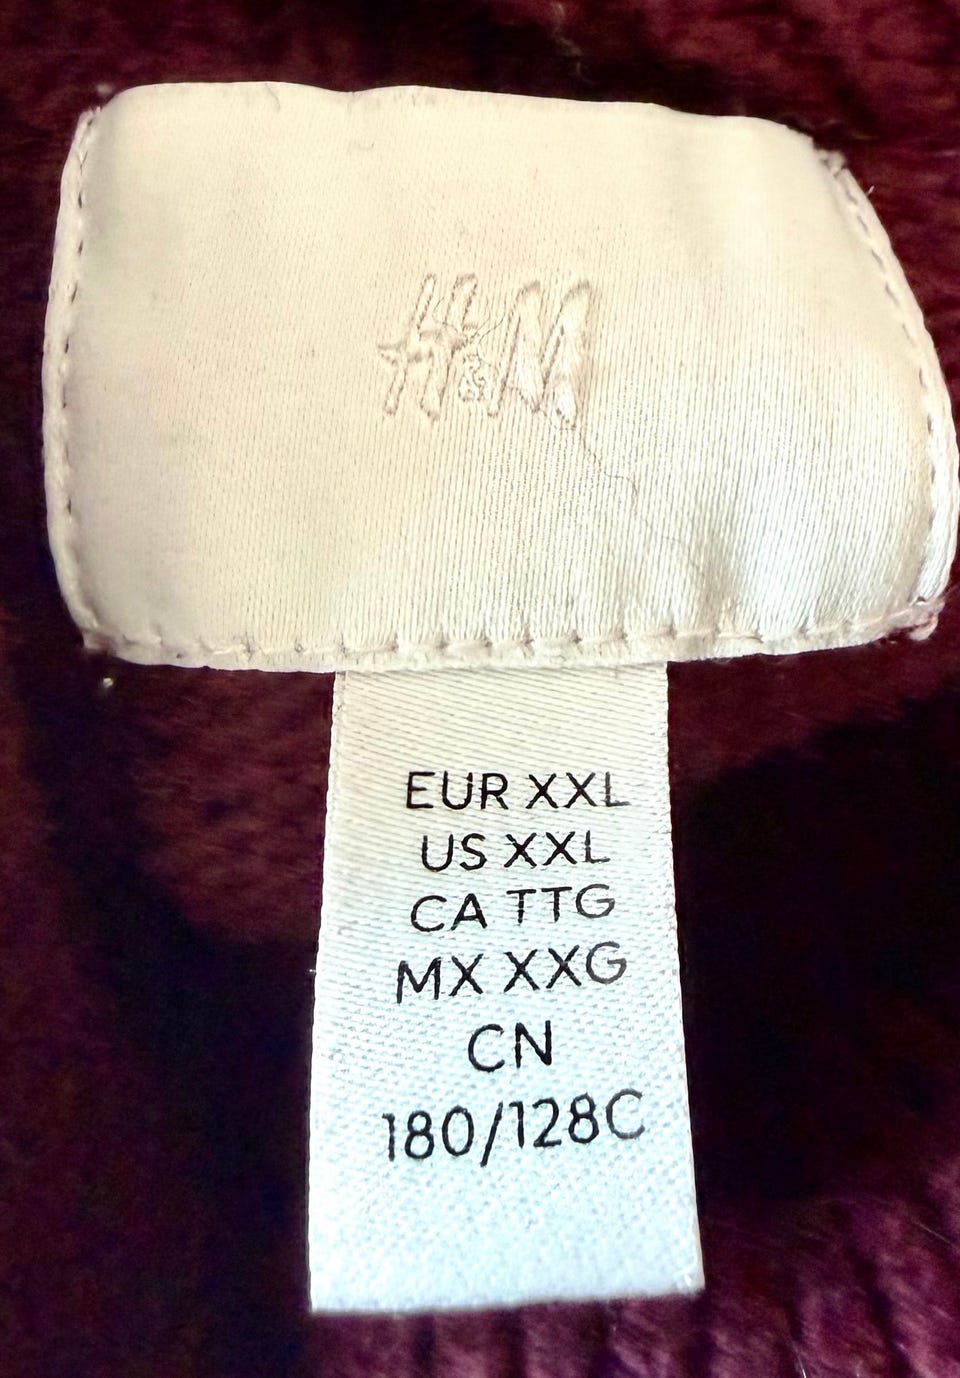 H&M
EUR XXL
US XXL
CA TTG
MX XXG
CN
180/128C